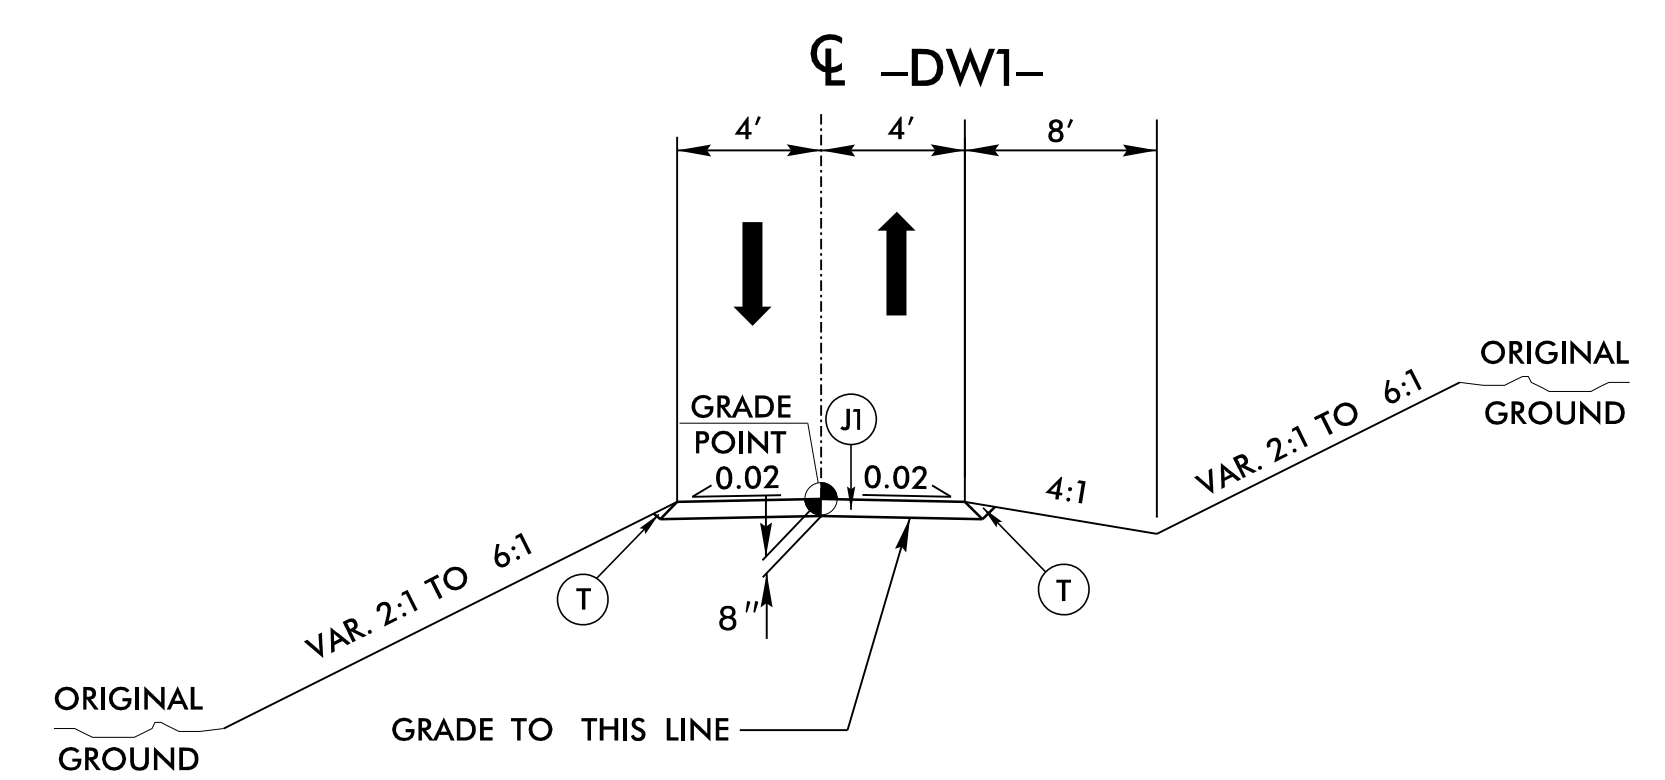 ℄ –DW1–
4' 4' 8'
ORIGINAL
GROUND
VAR. 2:1 TO 6:1
GRADE
POINT
J1
0.02 0.02
4:1
VAR. 2:1 TO 6:1
T
T
8"
ORIGINAL
GROUND
GRADE TO THIS LINE